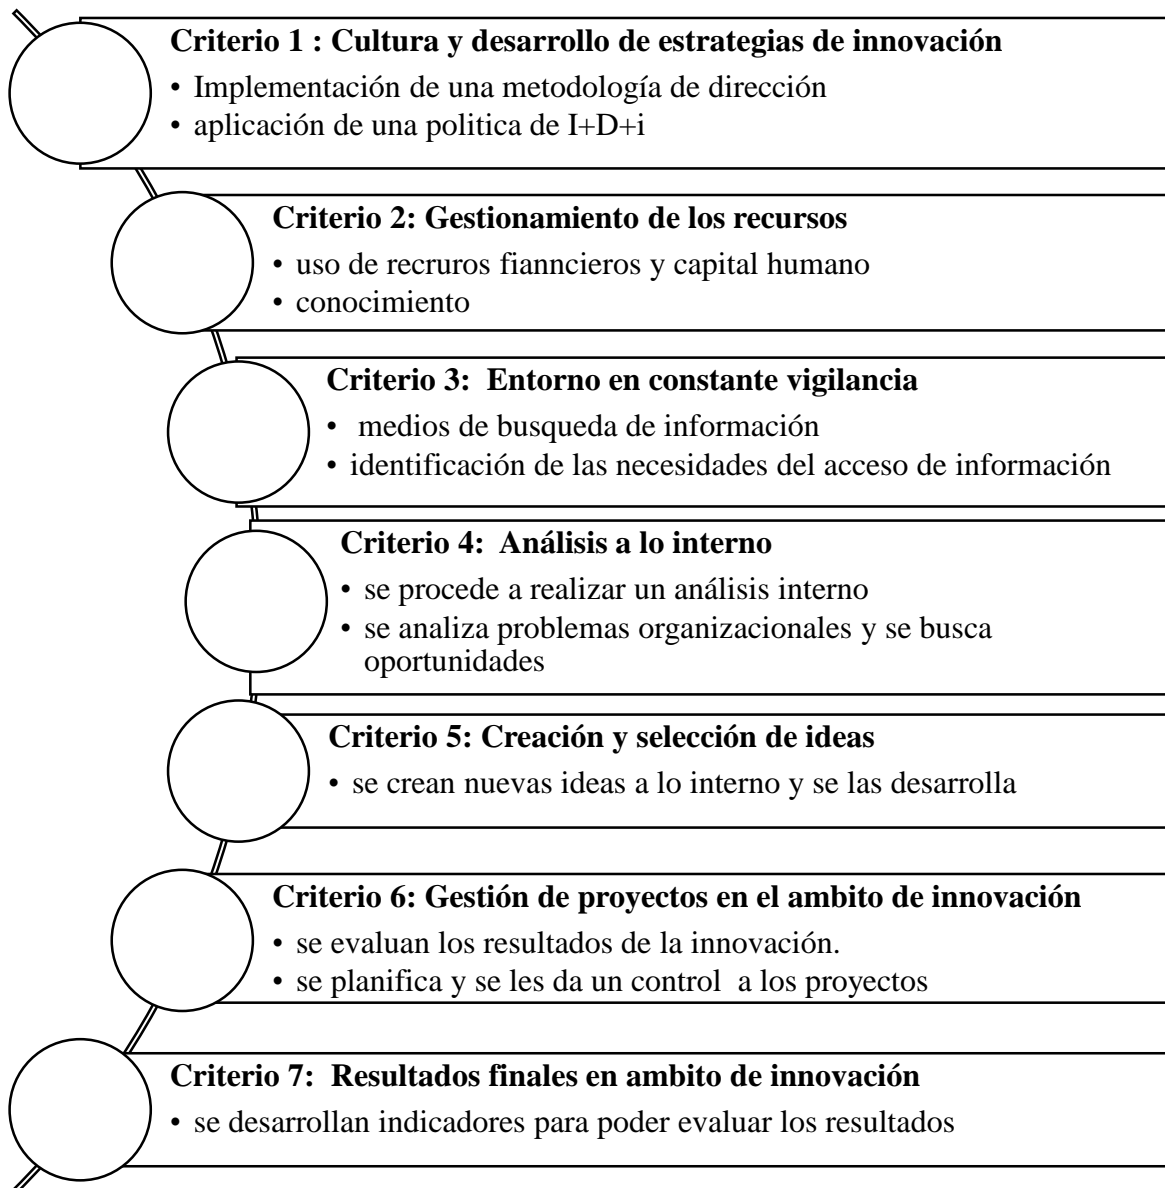 Criterio 1 : Cultura y desarrollo de estrategias de innovación
• Implementación de una metodología de dirección
• aplicación de una politica de I+D+i
Criterio 2: Gestionamiento de los recursos
• uso de recruros fianncieros y capital humano
• conocimiento
Criterio 3: Entorno en constante vigilancia
• medios de busqueda de información
• identificación de las necesidades del acceso de información
Criterio 4: Análisis a lo interno
• se procede a realizar un análisis interno
• se analiza problemas organizacionales y se busca
oportunidades
Criterio 5: Creación y selección de ideas
• se crean nuevas ideas a lo interno y se las desarrolla
Criterio 6: Gestión de proyectos en el ambito de innovación
• se evaluan los resultados de la innovación.
• se planifica y se les da un control a los proyectos
Criterio 7: Resultados finales en ambito de innovación
• se desarrollan indicadores para poder evaluar los resultados